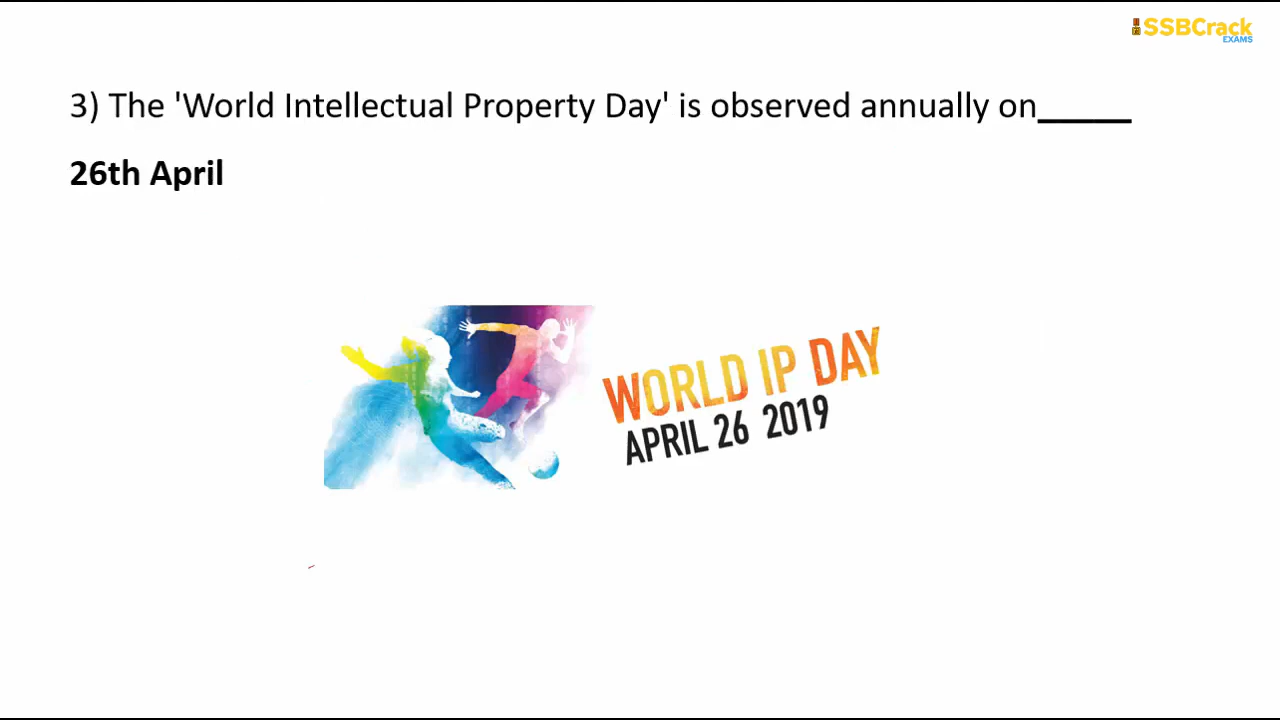 SSBCrack
EXAMS
3) The 'World Intellectual Property Day' is observed annually on_____
26th April
WORLD IP DAY
APRIL 26 2019